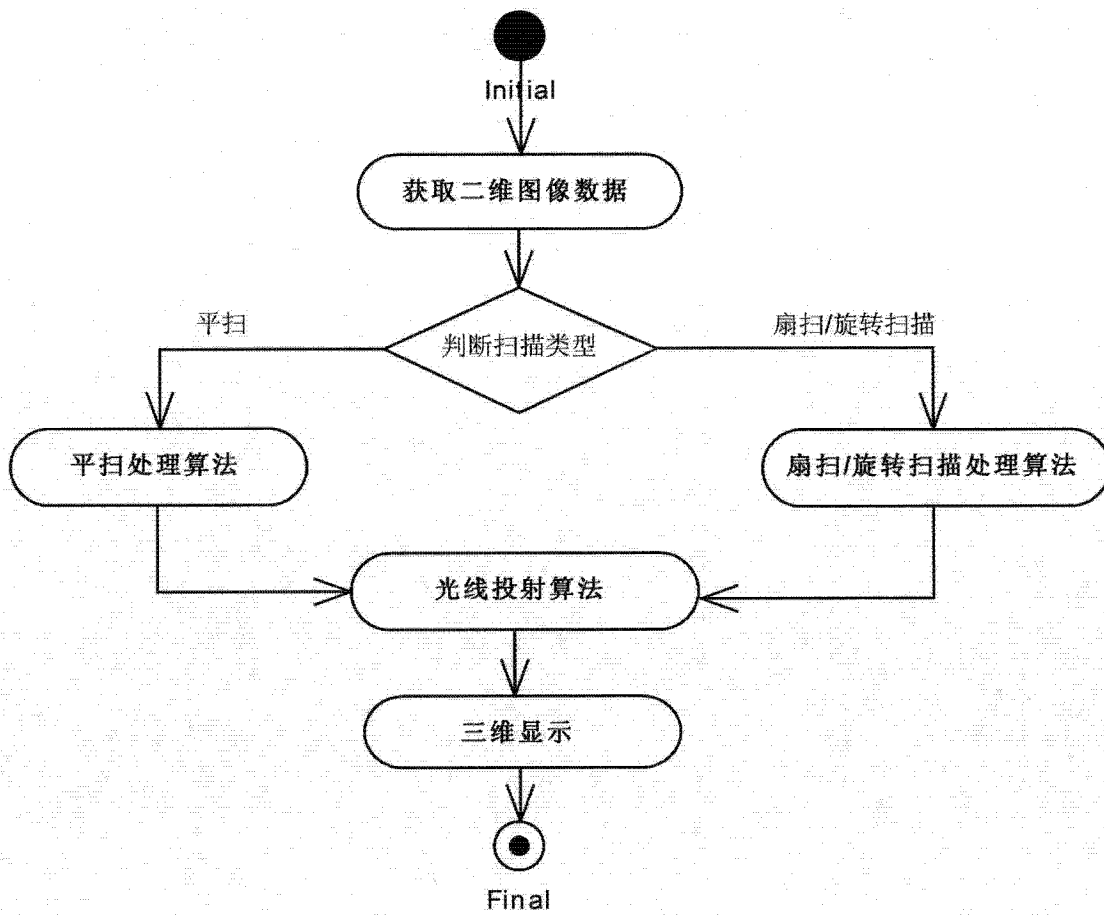 Initial
获取二维图像数据
平扫
扇扫/旋转扫描
判断扫描类型
平扫处理算法
扇扫/旋转扫描处理算法
光线投射算法
三维显示
Final